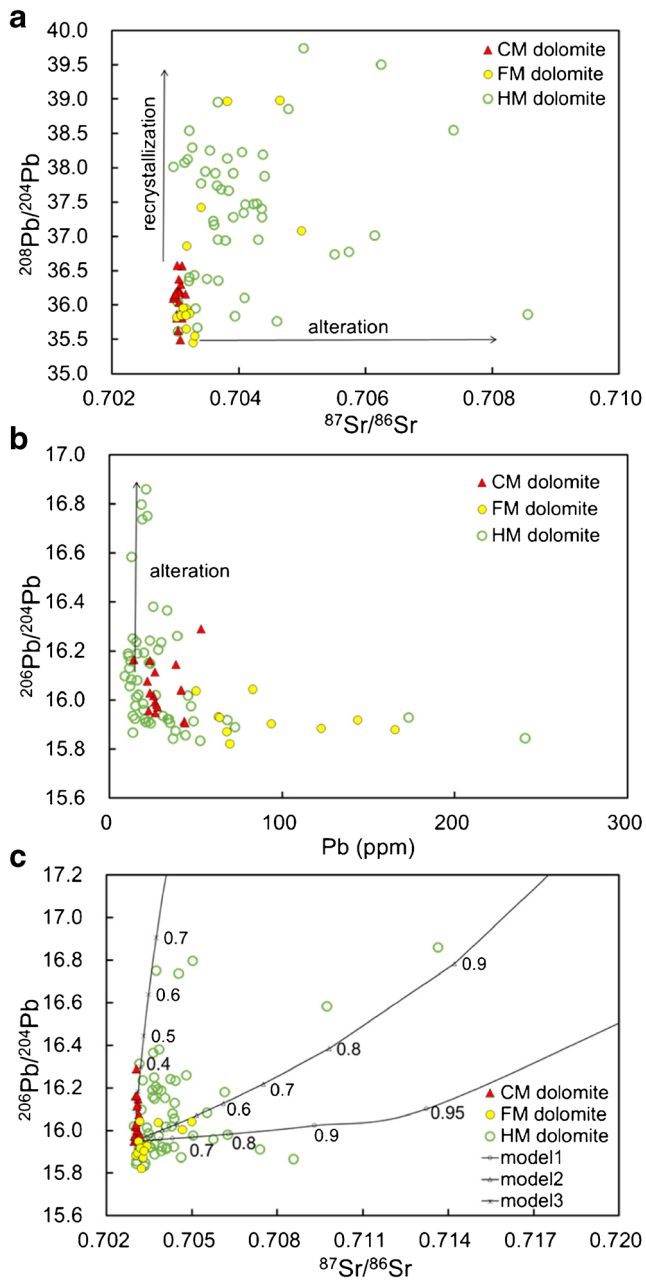 a
40.0
39.5
39.0
38.5
38.0
37.5
37.0
36.5
36.0
35.5
35.0
208Pb/204Pb
recrystallization
alteration
CM dolomite
FM dolomite
HM dolomite
0.702 0.704 0.706 0.708 0.710
87Sr/86Sr
b
17.0
16.8
16.6
16.4
16.2
16.0
15.8
15.6
206Pb/204Pb
alteration
CM dolomite
FM dolomite
HM dolomite
0 100 200 300
Pb (ppm)
c
17.2
17.0
16.8
16.6
16.4
16.2
16.0
15.8
15.6
206Pb/204Pb
0.7
0.6
0.5
0.4
0.9
0.8
0.7
0.6
0.95
0.9
0.8
0.7
CM dolomite
FM dolomite
HM dolomite
model1
model2
model3
0.702 0.705 0.708 0.711 0.714 0.717 0.720
87Sr/86Sr